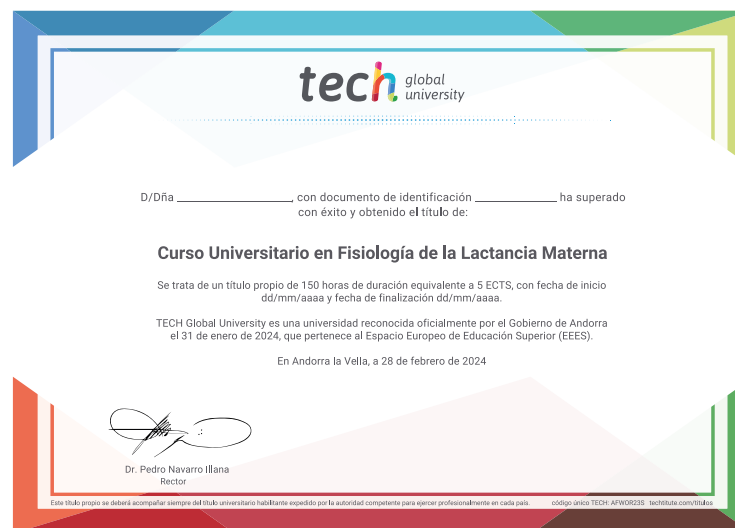 tech global university
D/Dña ____________________, con documento de identificación ______________ ha superado
con éxito y obtenido el título de:
Curso Universitario en Fisiología de la Lactancia Materna
Se trata de un título propio de 150 horas de duración equivalente a 5 ECTS, con fecha de inicio
dd/mm/aaaa y fecha de finalización dd/mm/aaaa.
TECH Global University es una universidad reconocida oficialmente por el Gobierno de Andorra
el 31 de enero de 2024, que pertenece al Espacio Europeo de Educación Superior (EEES).
En Andorra la Vella, a 28 de febrero de 2024
Dr. Pedro Navarro Illana
Rector
Este título propio se deberá acompañar siempre del título universitario habilitante expedido por la autoridad competente para ejercer profesionalmente en cada país. código único TECH: AFWOR23S techtitute.com/títulos